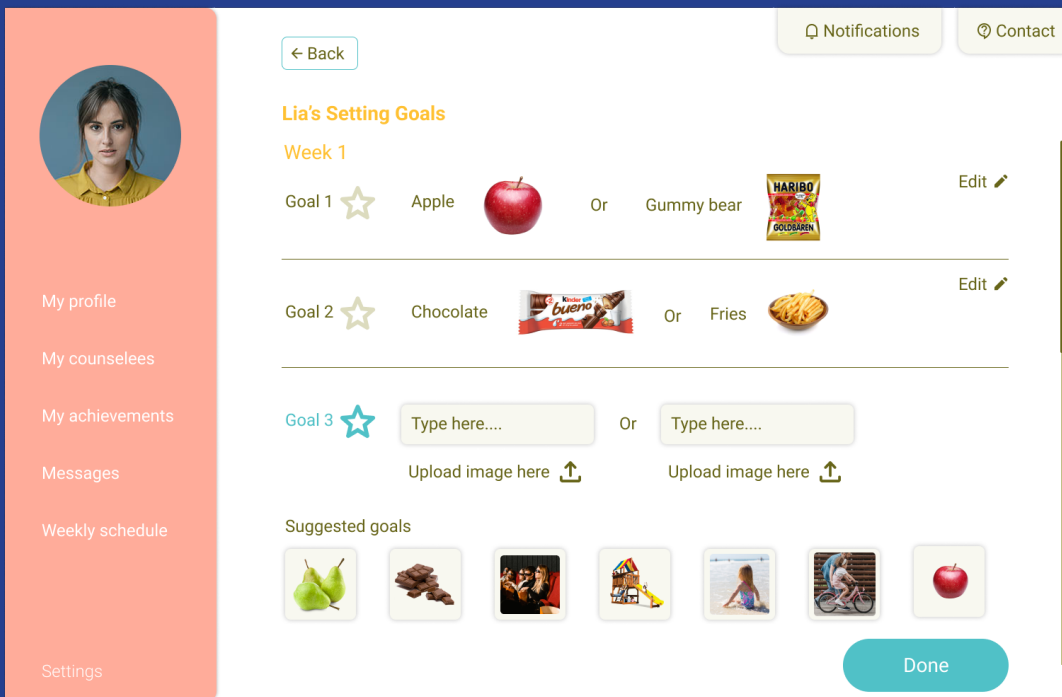 Notifications
Contact
← Back
Lia's Setting Goals
Week 1
Goal 1
Apple
Or
Gummy bear
HARIBO
GOLDBÄREN
Edit
Goal 2
Chocolate
kinder
bueno
Or
Fries
Edit
Goal 3
Type here....
Or
Type here....
Upload image here
Upload image here
Suggested goals
Done
My profile
My counselees
My achievements
Messages
Weekly schedule
Settings